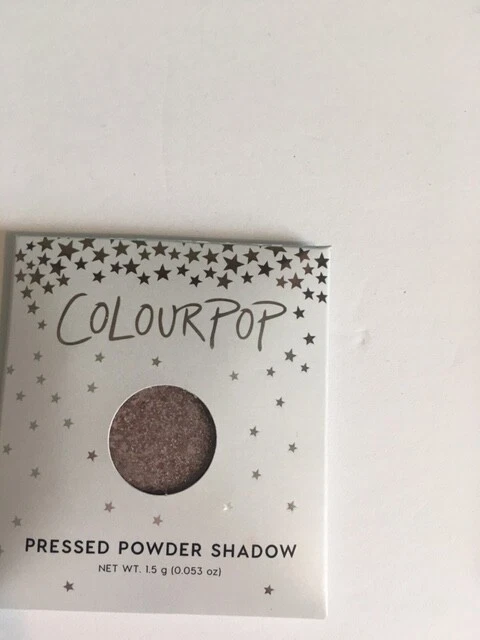 COLOURPOP
PRESSED POWDER SHADOW
NET WT. 1.5 g (0.053 oz)